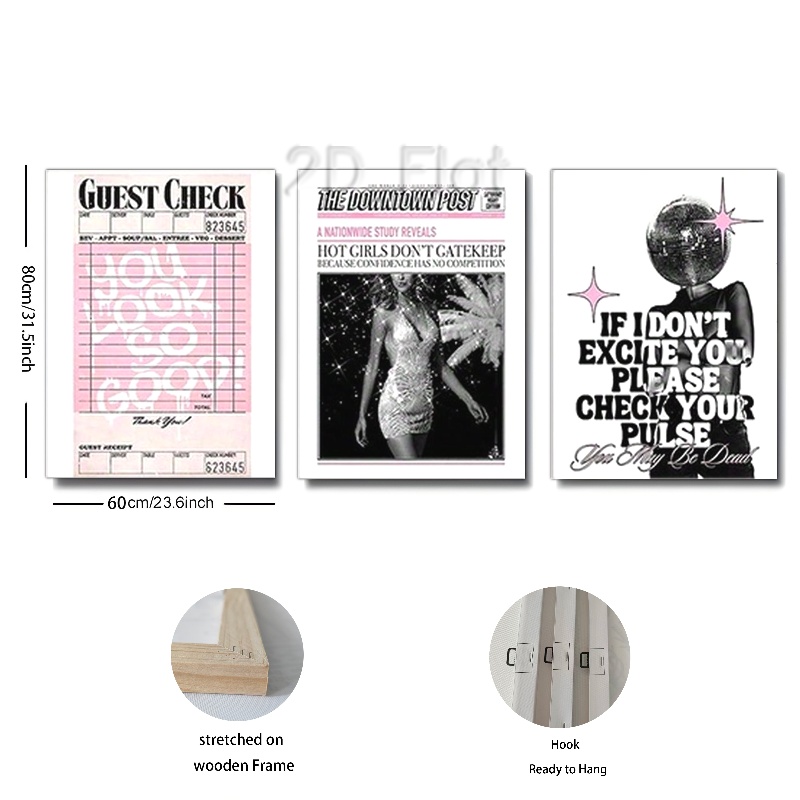 2D_Flat
GUEST CHECK
DATE SERVER TABLE GUESTS CHECK NUMBER
823645
BEV - APPT - SOUP/SAL - ENTREE - VEG - DESSERT
YOU
LOOK
SO
GOOD!
TAX
TOTAL
Thank You!
GUEST RECEIPT
DATE SERVER TABLE GUESTS CHECK NUMBER
623645
THE DOWNTOWN POST
A NATIONWIDE STUDY REVEALS
HOT GIRLS DON'T GATEKEEP
BECAUSE CONFIDENCE HAS NO COMPETITION
IF I DON'T
EXCITE YOU,
PLEASE
CHECK YOUR
PULSE
You May Be Dead
80cm/31.5inch
60cm/23.6inch
stretched on
wooden Frame
Hook
Ready to Hang